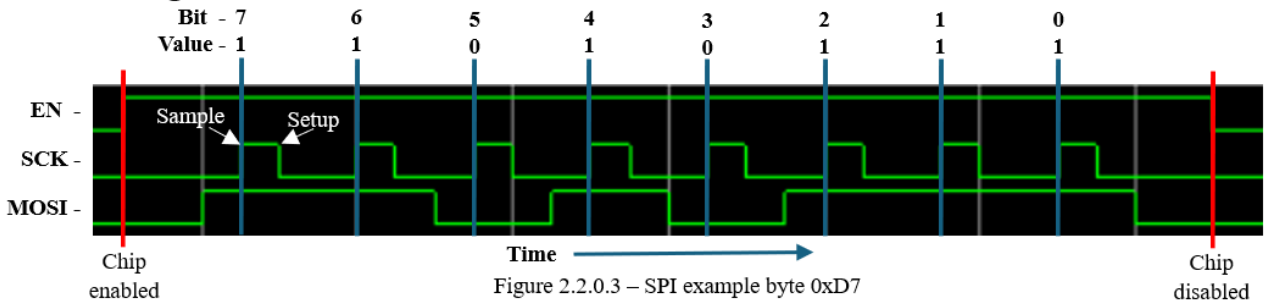 Bit - 7 6 5 4 3 2 1 0
Value - 1 1 0 1 0 1 1 1
EN -
Sample Setup
SCK -
MOSI -
Time
Chip enabled
Chip disabled
Figure 2.2.0.3 – SPI example byte 0xD7